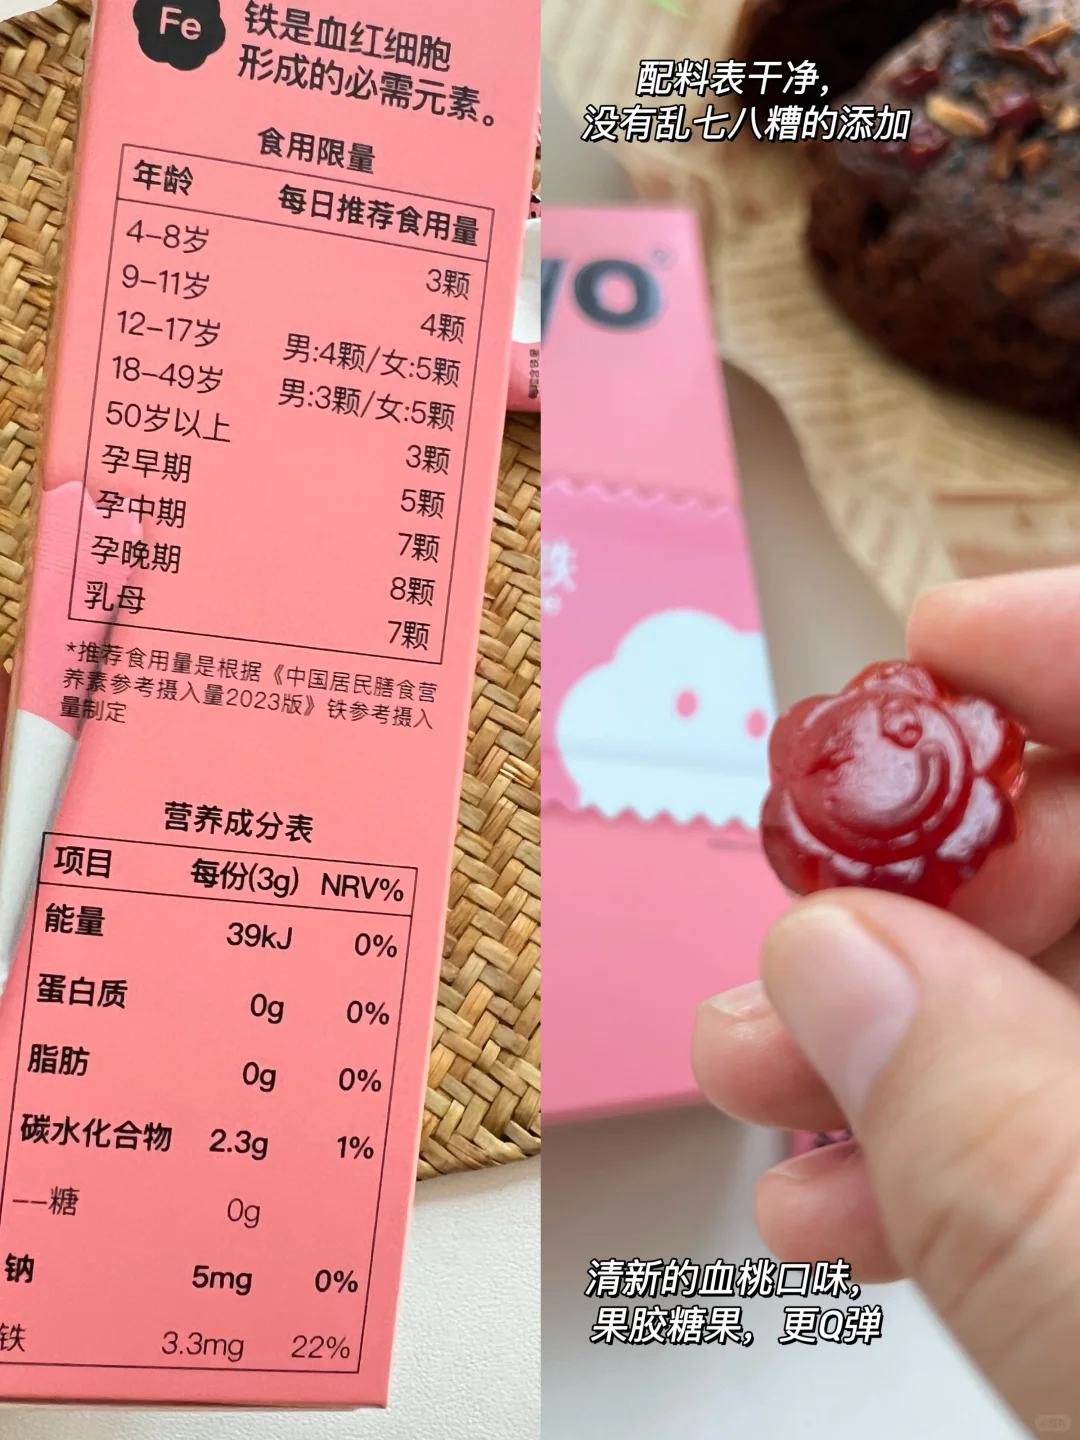 Fe
铁是血红细胞
形成的必需元素。
食用限量
年龄 每日推荐食用量
4-8岁 3颗
9-11岁 4颗
12-17岁 男:4颗/女:5颗
18-49岁 男:3颗/女:5颗
50岁以上 3颗
孕早期 5颗
孕中期 7颗
孕晚期 8颗
乳母 7颗
*推荐食用量是根据《中国居民膳食营
养素参考摄入量2023版》铁参考摄入
量制定
营养成分表
项目 每份(3g) NRV%
能量 39kJ 0%
蛋白质 0g 0%
脂肪 0g 0%
碳水化合物 2.3g 1%
--糖 0g
钠 5mg 0%
铁 3.3mg 22%
配料表干净,
没有乱七八糟的添加
yo
铁
清新的血桃口味,
果胶糖果,更Q弹